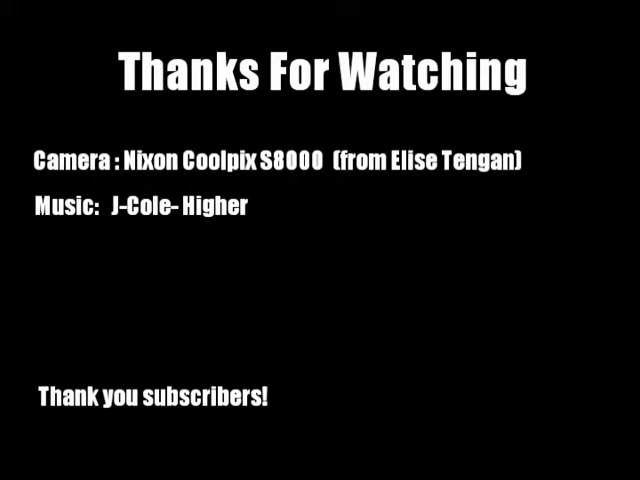 Thanks For Watching
Camera : Nixon Coolpix S8000 (from Elise Tengan)
Music: J-Cole- Higher
Thank you subscribers!